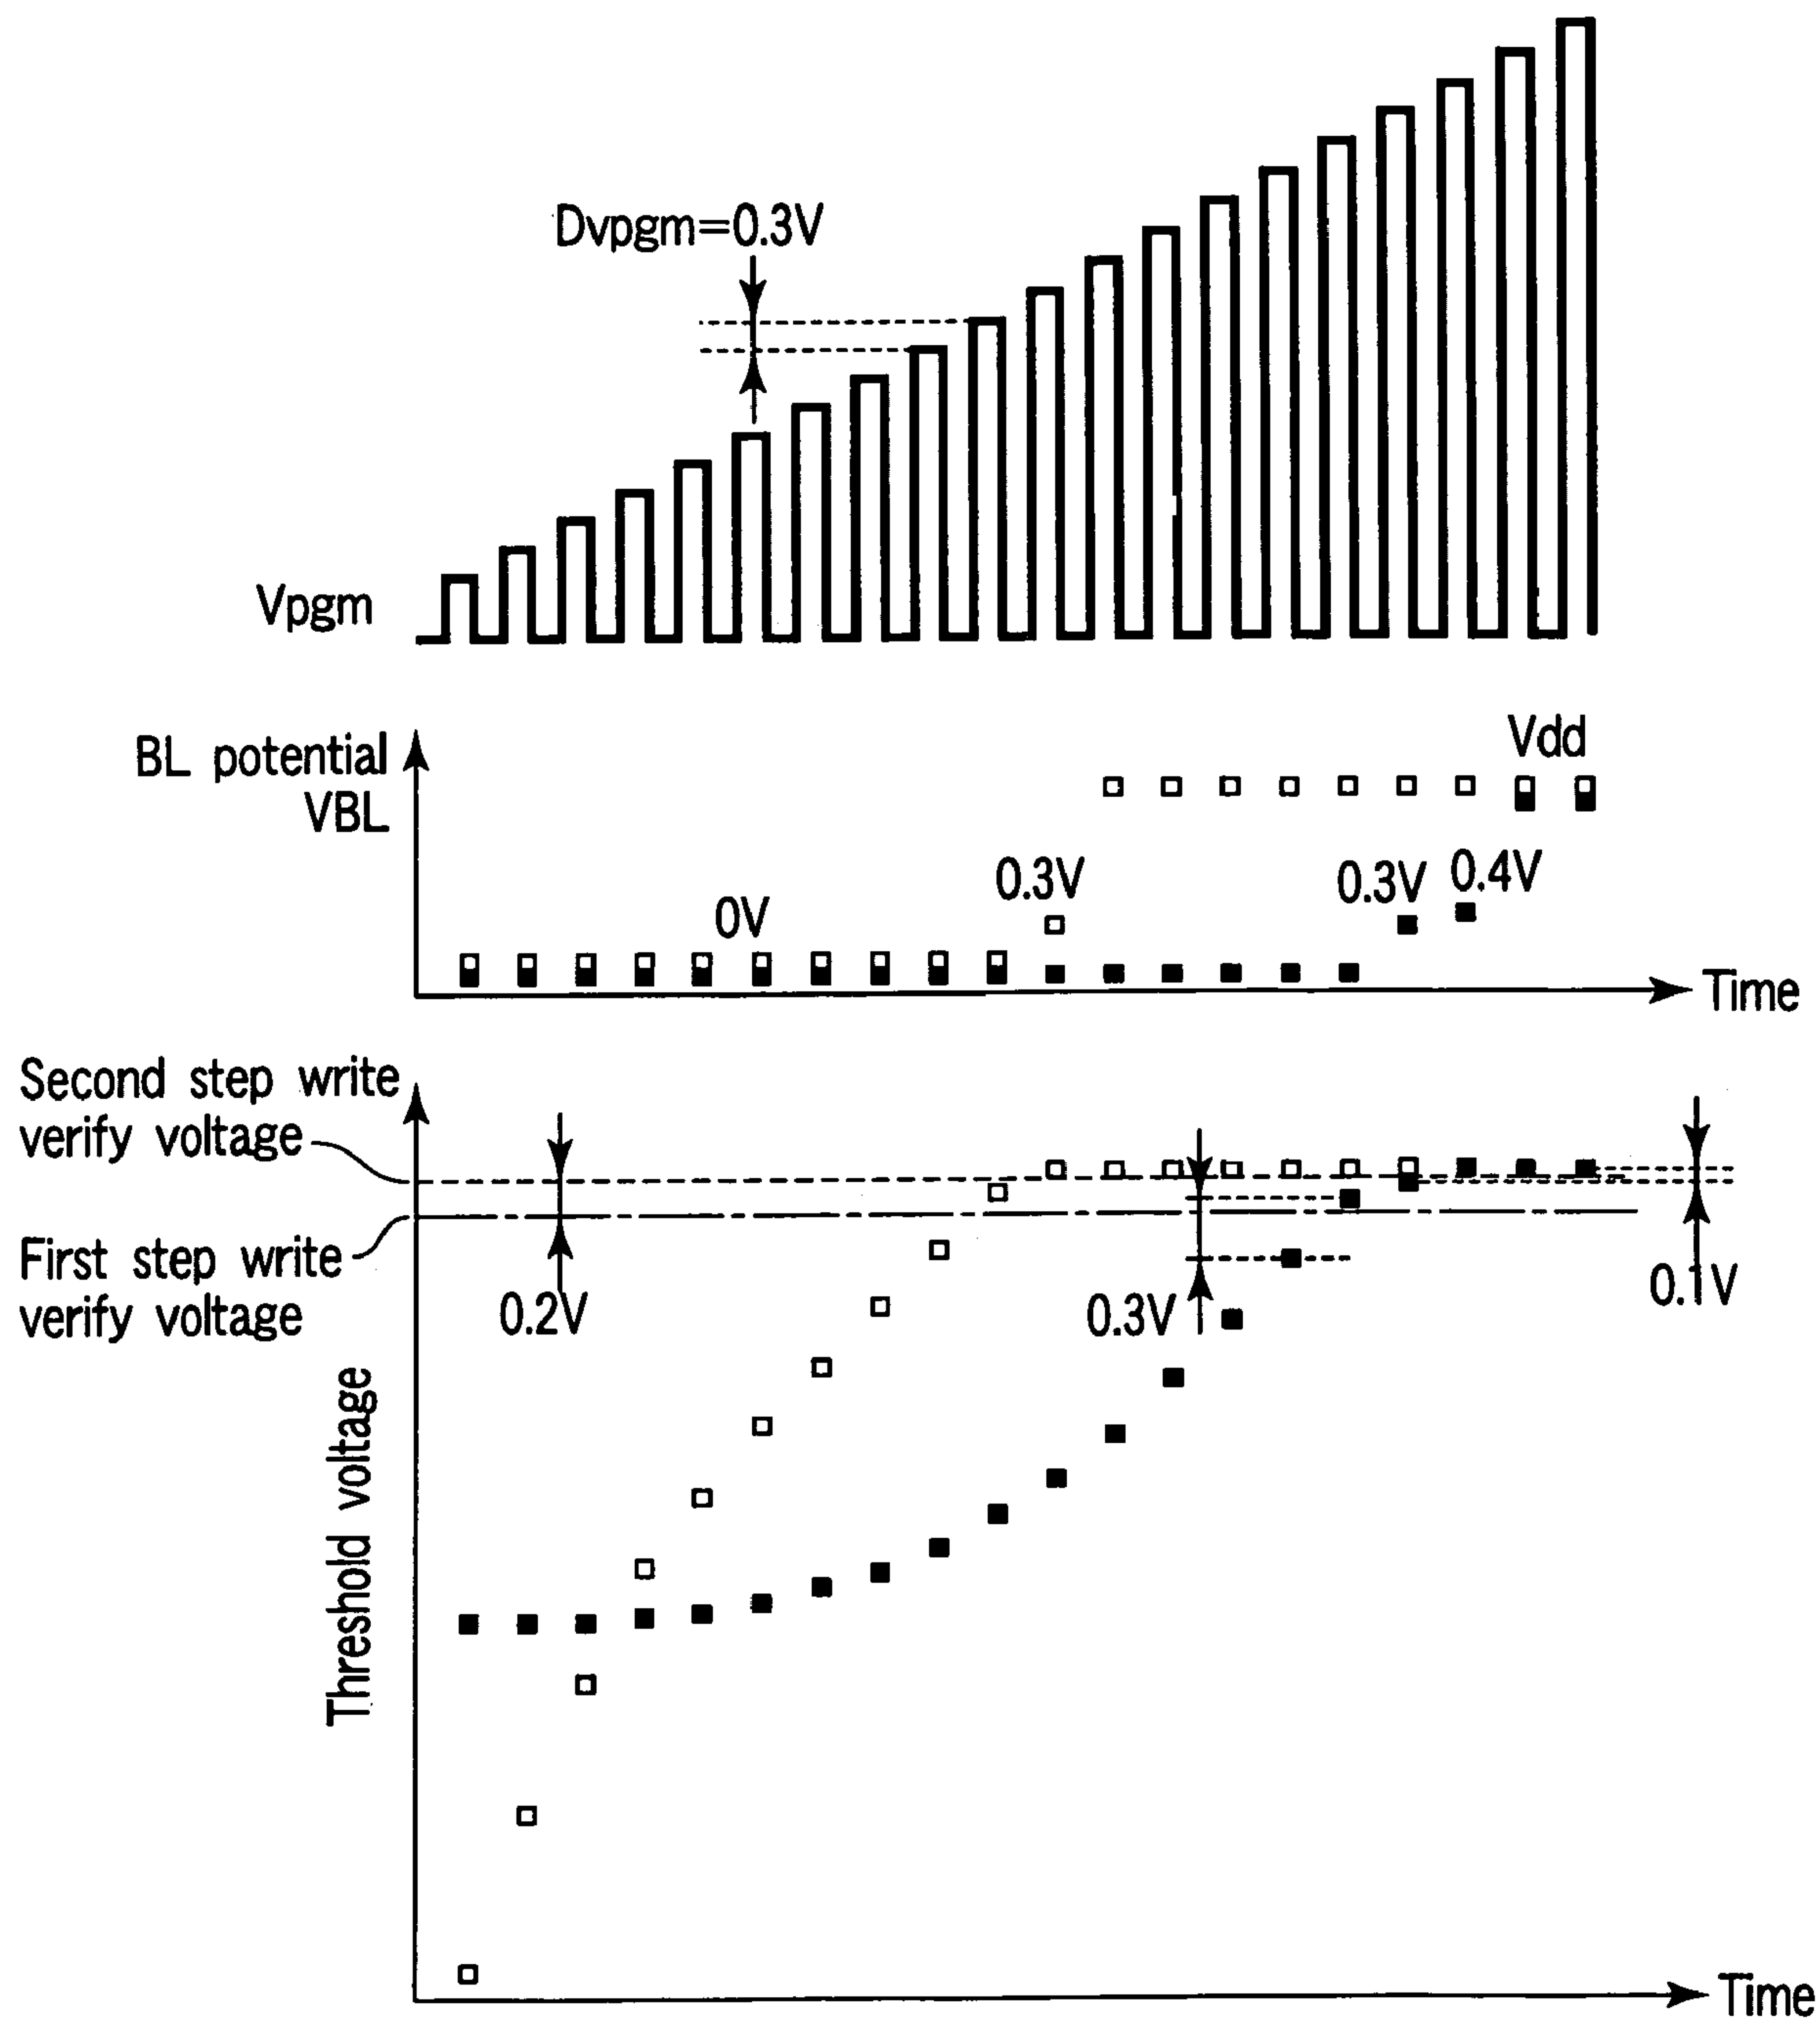 Dvpgm=0.3V
Vpgm
BL potential
VBL
Vdd
0V
0.3V
0.3V
0.4V
Time
Second step write
verify voltage
First step write
verify voltage
0.2V
0.3V
0.1V
Threshold voltage
Time